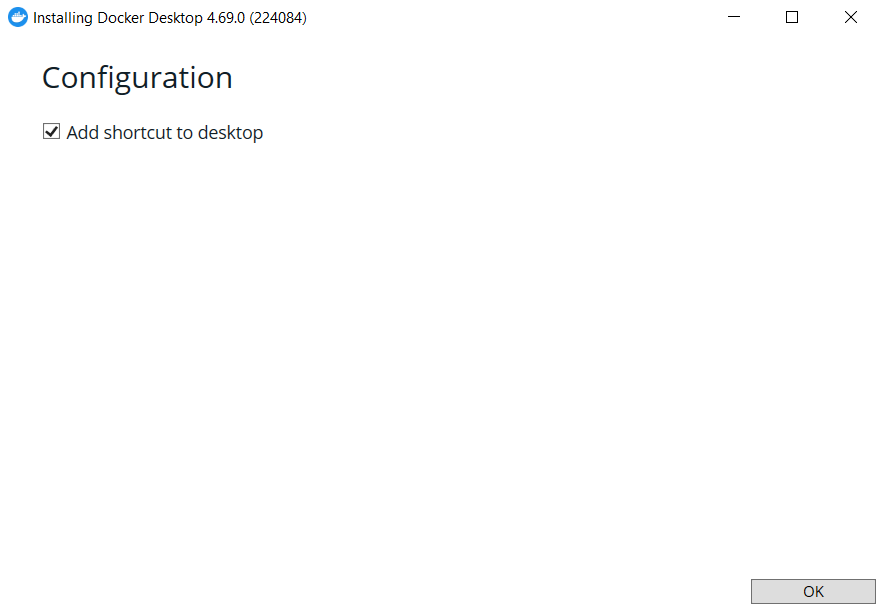 Installing Docker Desktop 4.69.0 (224084)
Configuration
Add shortcut to desktop
OK